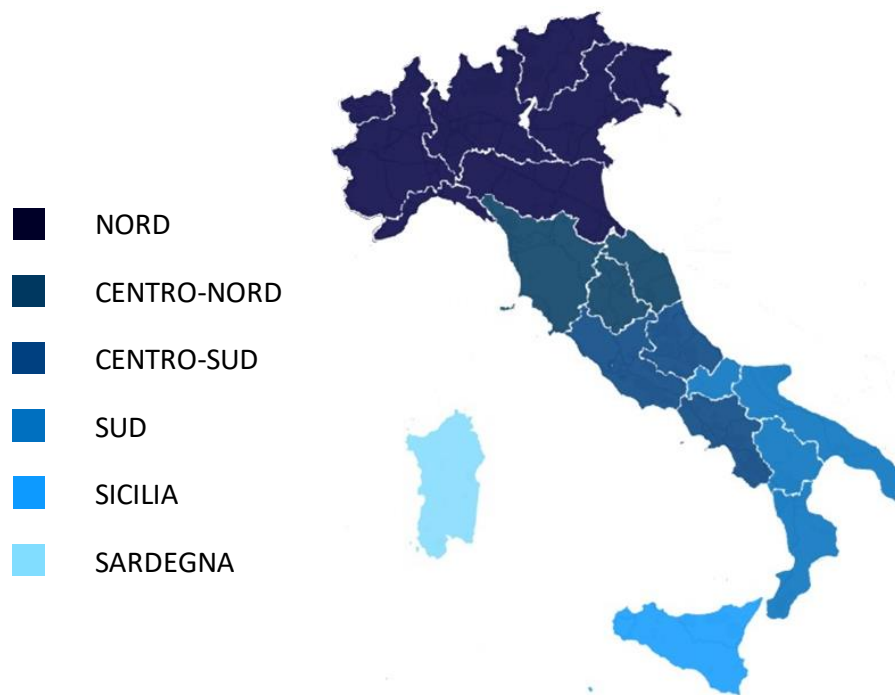 NORD
CENTRO-NORD
CENTRO-SUD
SUD
SICILIA
SARDEGNA